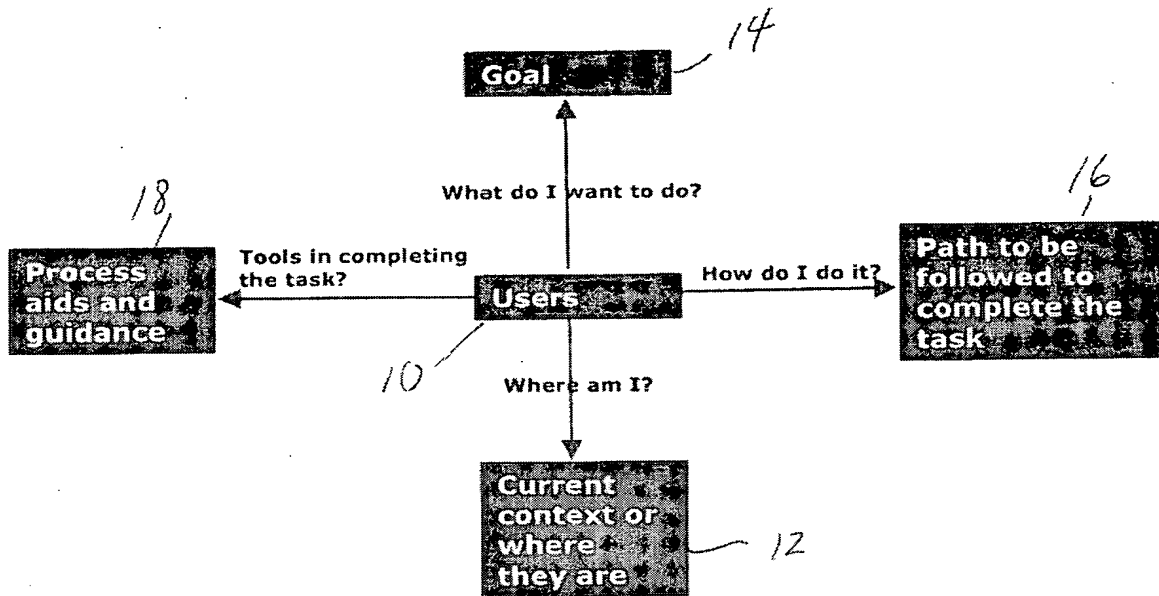 14
Goal
What do I want to do?
16
18
Process
aids and
guidance
Tools in completing
the task?
Users
How do I do it?
Path to be
followed to
complete the
task
10
Where am I?
Current
context or
where
they are
12